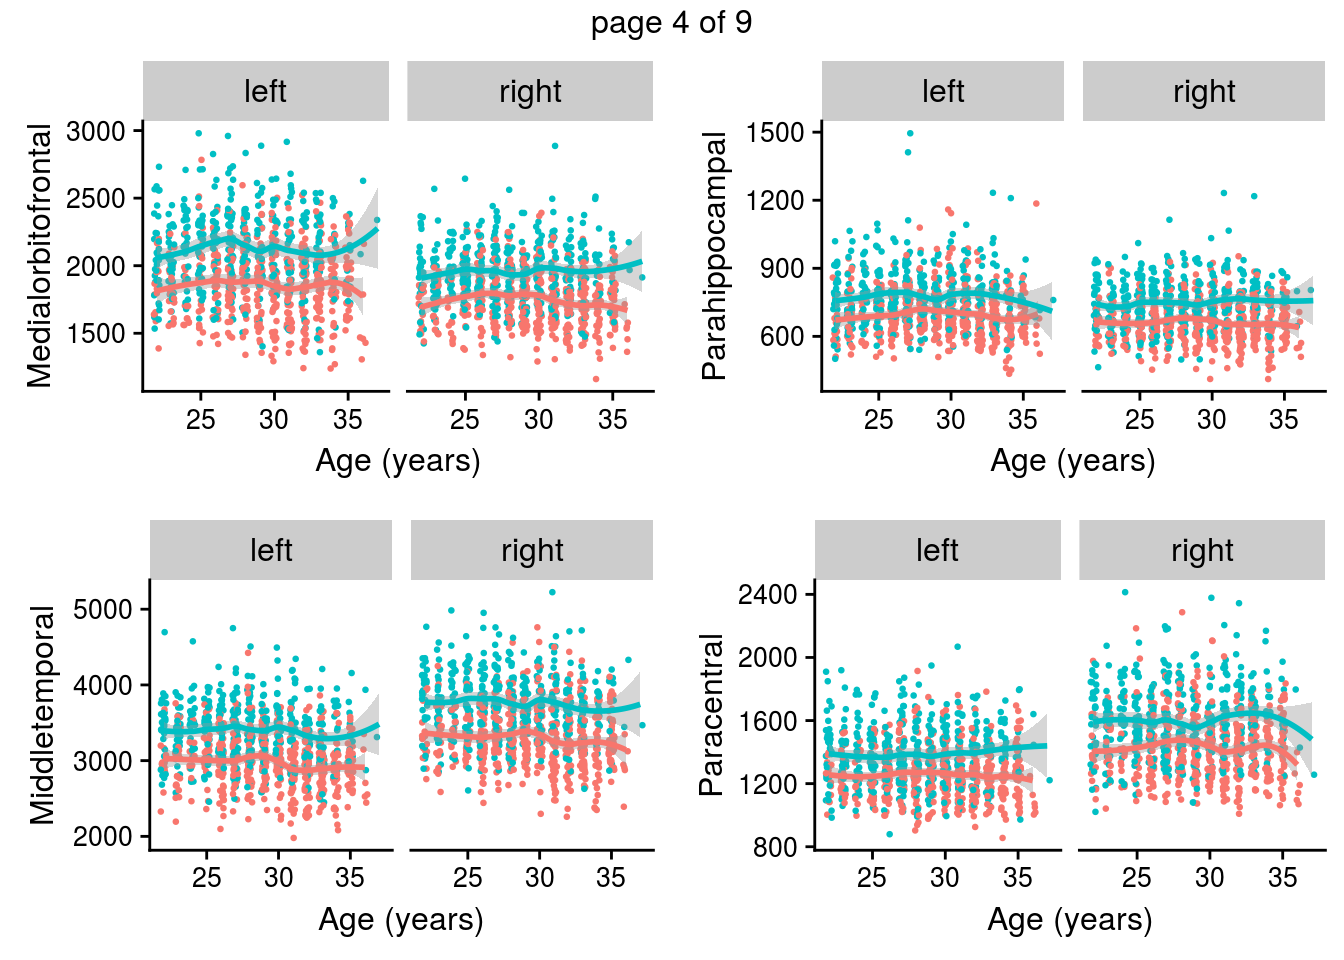 page 4 of 9
left right
Medialorbitofrontal
3000
2500
2000
1500
25 30 35 25 30 35
Age (years)
left right
Parahippocampal
1500
1200
900
600
25 30 35 25 30 35
Age (years)
left right
Middletemporal
5000
4000
3000
2000
25 30 35 25 30 35
Age (years)
left right
Paracentral
2400
2000
1600
1200
800
25 30 35 25 30 35
Age (years)